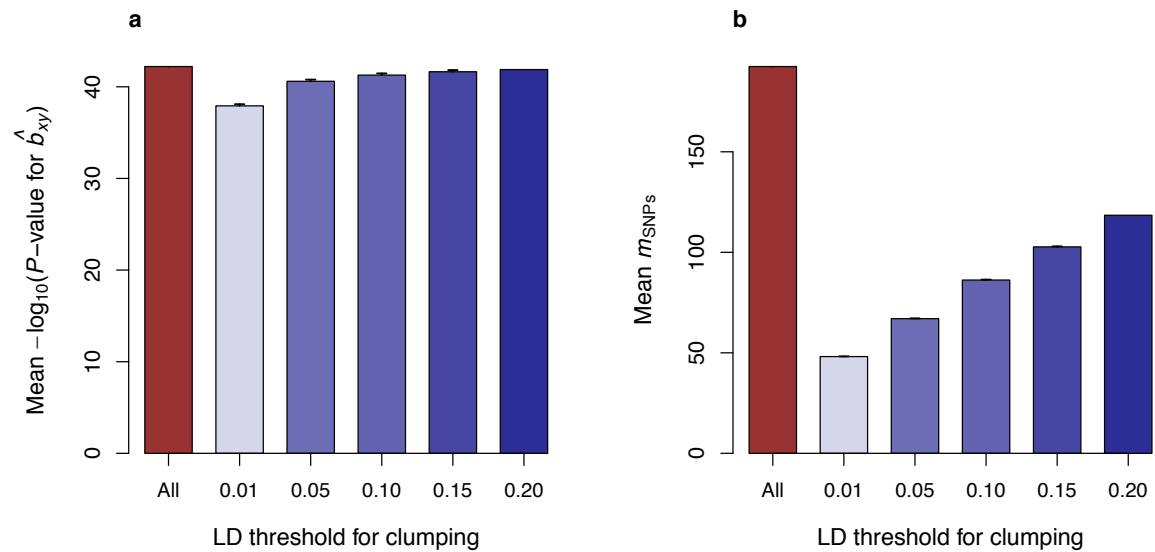 a
Mean −log₁₀(P−value for b̂ₓᵧ)
0
10
20
30
40
All 0.01 0.05 0.10 0.15 0.20
LD threshold for clumping
b
Mean mSNPs
0
50
100
150
All 0.01 0.05 0.10 0.15 0.20
LD threshold for clumping